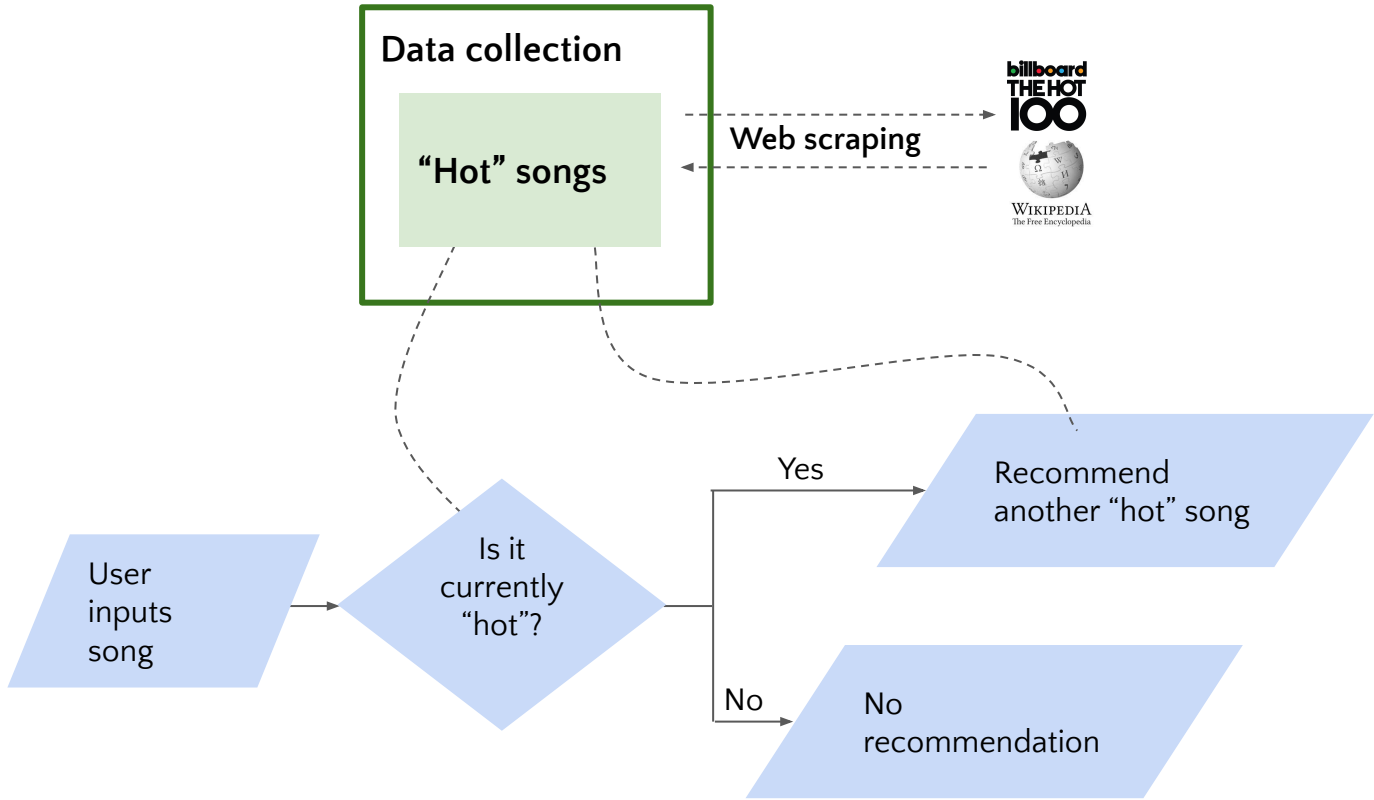 Data collection
“Hot” songs
Web scraping
billboard
THE HOT
100
Ω W
И
7
WIKIPEDIA
The Free Encyclopedia
Yes
Recommend
another “hot” song
Is it
currently
“hot”?
User
inputs
song
No
No
recommendation